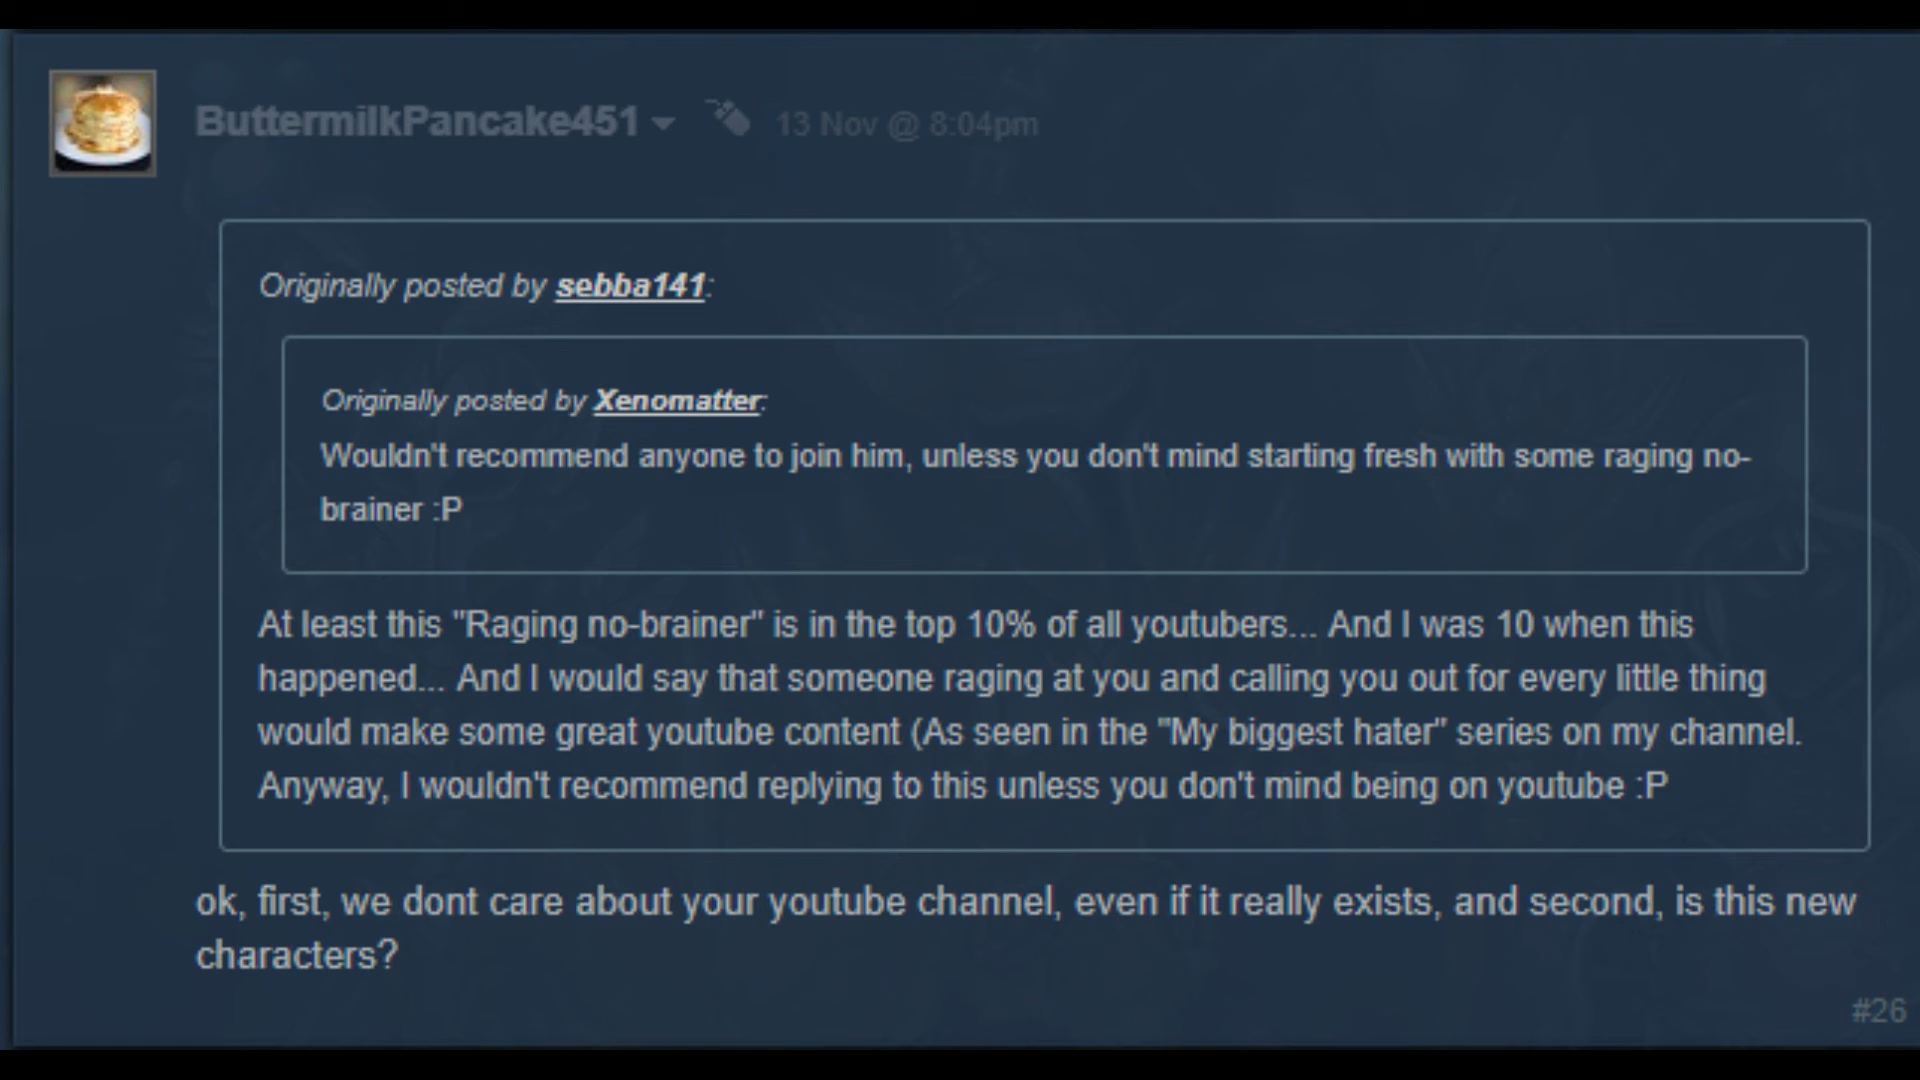 ButtermilkPancake451 13 Nov @ 8:04pm
Originally posted by sebba141:
Originally posted by Xenomatter:
Wouldn't recommend anyone to join him, unless you don't mind starting fresh with some raging no-
brainer :P
At least this "Raging no-brainer" is in the top 10% of all youtubers... And I was 10 when this
happened... And I would say that someone raging at you and calling you out for every little thing
would make some great youtube content (As seen in the "My biggest hater" series on my channel.
Anyway, I wouldn't recommend replying to this unless you don't mind being on youtube :P
ok, first, we dont care about your youtube channel, even if it really exists, and second, is this new
characters?
#26